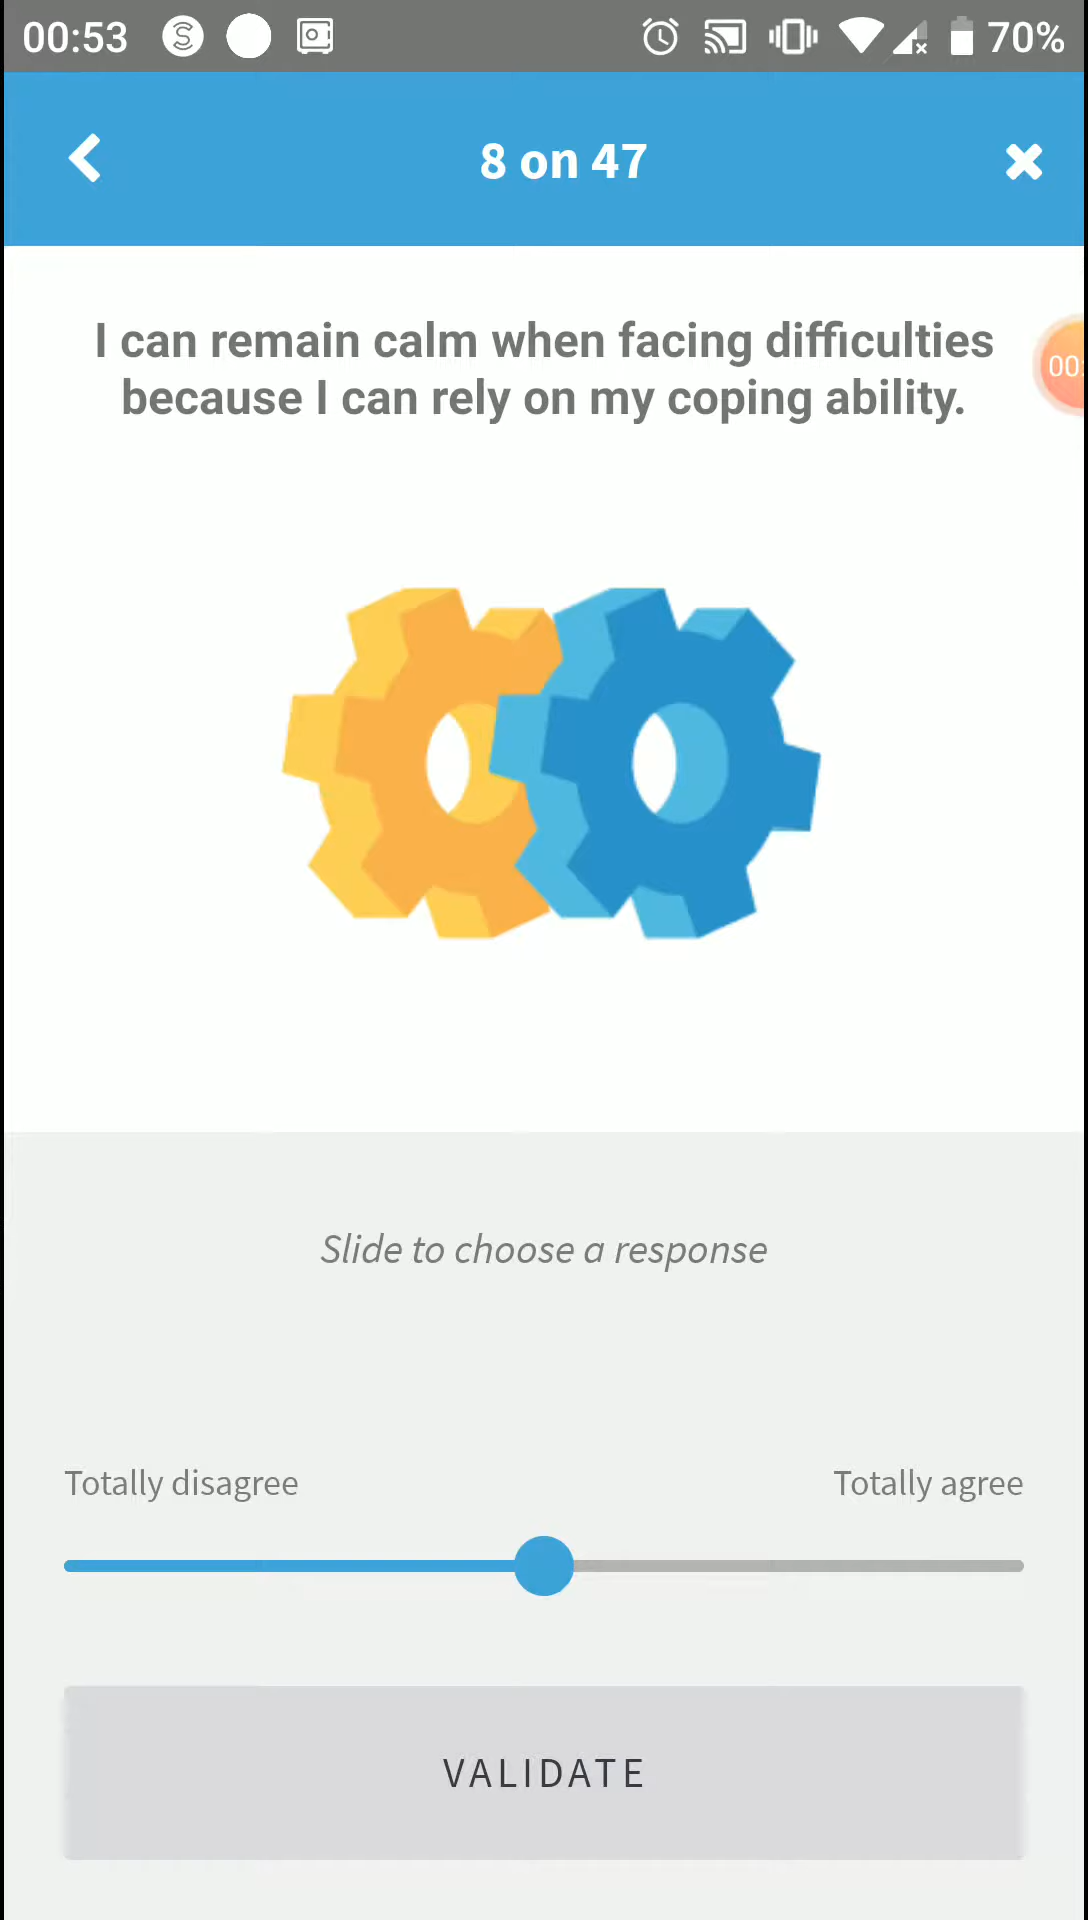 00:53
70%
8 on 47
I can remain calm when facing difficulties
because I can rely on my coping ability.
00
Slide to choose a response
Totally disagree
Totally agree
VALIDATE